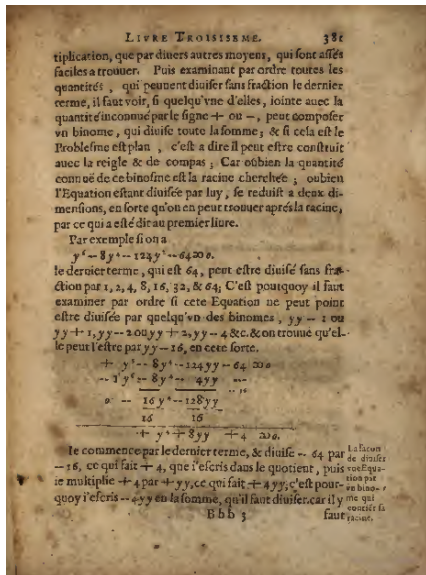 LIVRE TROISIESME. 381
tiplication, que par diuers autres moyens, qui sont assés
faciles a trouuer. Puis examinant par ordre toutes les
quantités, qui peuuent diuiser sans fraction le dernier
terme, il faut voir, si quelqu'vne d'elles, iointe auec la
quantité inconnuë par le signe + ou --, peut composer
vn binome, qui diuise toute la somme; & si cela est le
Problesme est plan, c'est a dire il peut estre construit
auec la reigle & de compas; Car oubien la quantité
connuë de ce binosme est la racine cherchée; oubien
l'Equation estant diuisée par luy, se reduist a deux di-
mensions, en sorte qu'on en peut trouuer aprés la racine,
par ce qui a esté dit au premier liure.
Par exemple si on a
y⁶ -- 8y⁴ -- 124y² -- 64 ∞ 0.
le dernier terme, qui est 64, peut estre diuisé sans fra-
ction par 1, 2, 4, 8, 16, 32, & 64; C'est pourquoy il faut
examiner par ordre si cete Equation ne peut point
estre diuisée par quelqu'vn des binomes, yy -- 1 ou
yy + 1, yy -- 2 ou yy + 2, yy -- 4 &c. & on trouue qu'el-
le peut l'estre par yy -- 16, en cete sorte.
+ y⁶ -- 8y⁴ -- 124yy -- 64 ∞ 0
-- 1y⁶ -- 8y⁴ -- 4yy
-- 16
0 -- 16y⁴ -- 128yy
16 16
+ y⁴ + 8yy + 4 ∞ 0.
Ie commence par le dernier terme, & diuise -- 64 par
-- 16, ce qui fait + 4, que i'escris dans le quotient, puis
ie multiplie + 4 par + yy, ce qui fait + 4yy; c'est pour-
quoy i'escris -- 4yy en la somme, qu'il faut diuiser. car il y
Bbb 3 faut
La façon
de diuiser
vne Equa-
tion par
vn bino-
me qui
contient sa
racine.